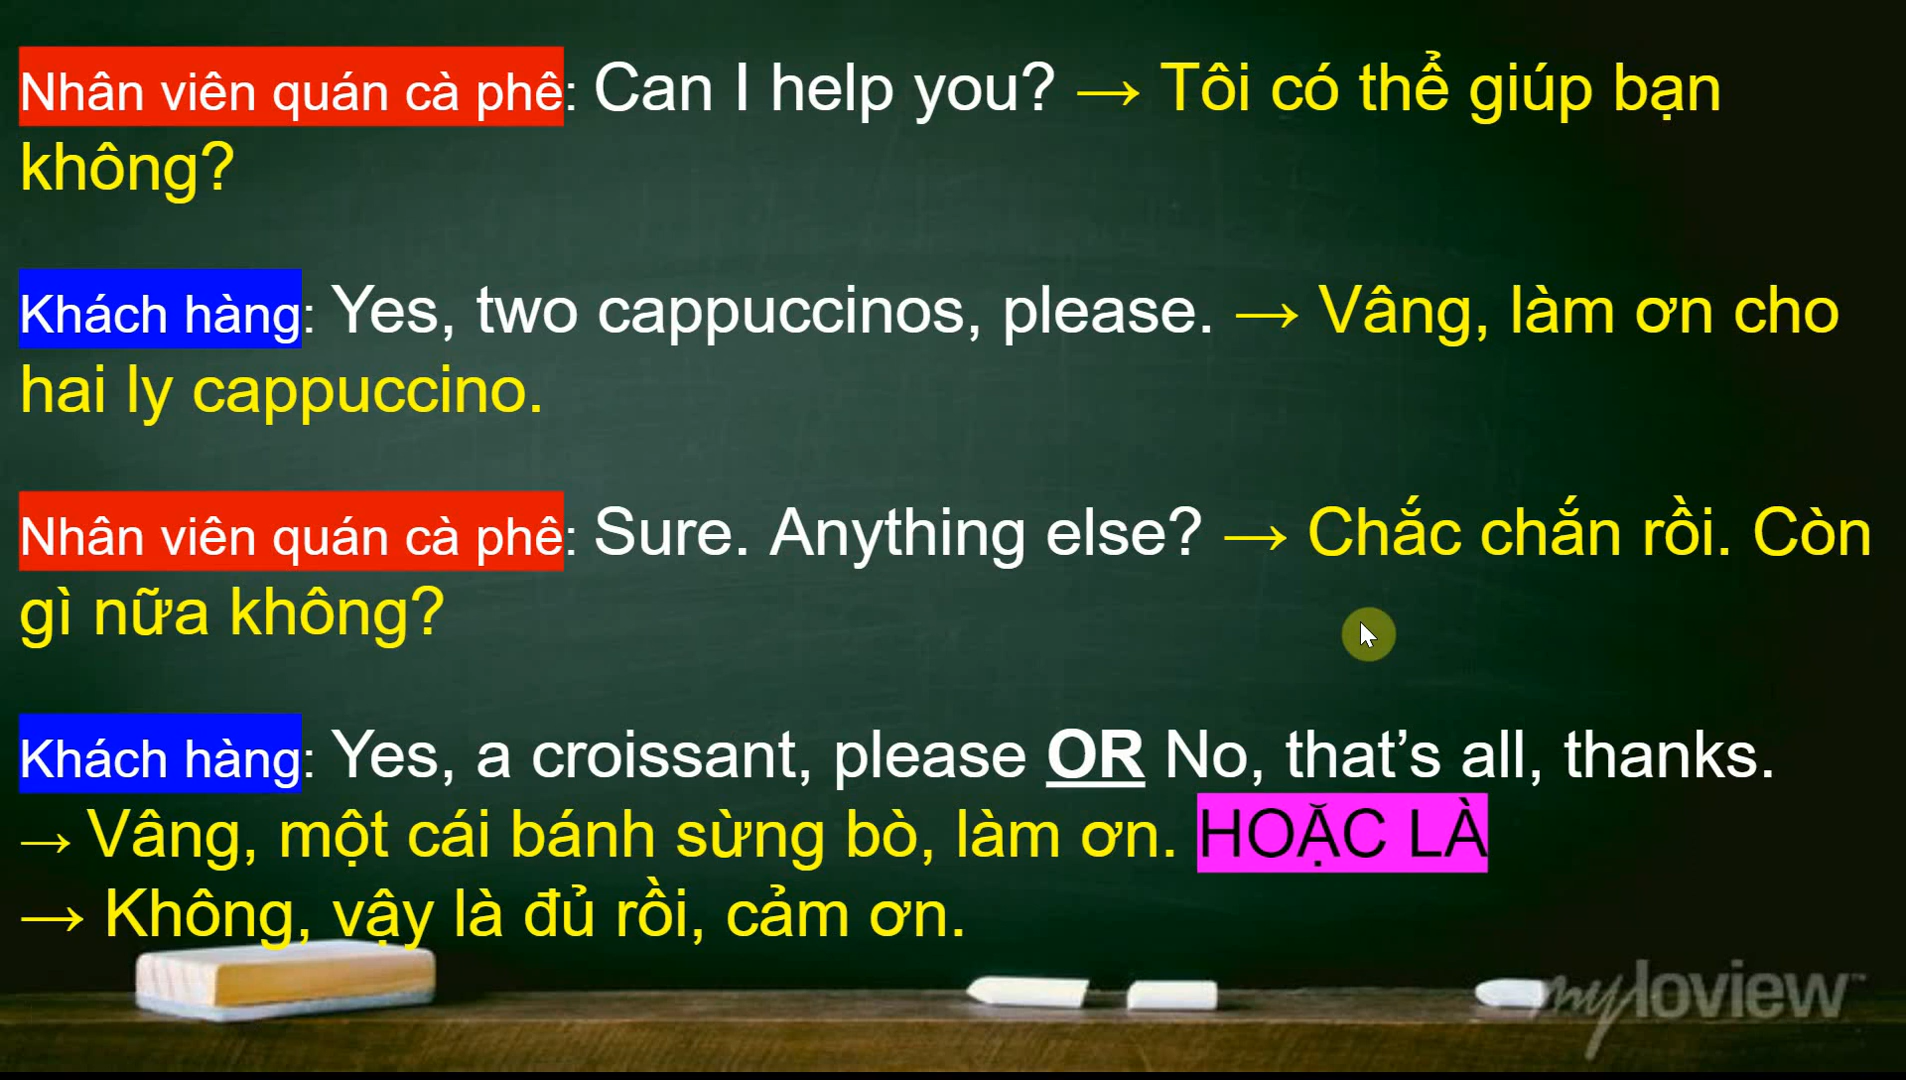 Nhân viên quán cà phê: Can I help you? → Tôi có thể giúp bạn
không?
Khách hàng: Yes, two cappuccinos, please. → Vâng, làm ơn cho
hai ly cappuccino.
Nhân viên quán cà phê: Sure. Anything else? → Chắc chắn rồi. Còn
gì nữa không?
Khách hàng: Yes, a croissant, please OR No, that’s all, thanks.
→ Vâng, một cái bánh sừng bò, làm ơn. HOẶC LÀ
→ Không, vậy là đủ rồi, cảm ơn.
myloview™